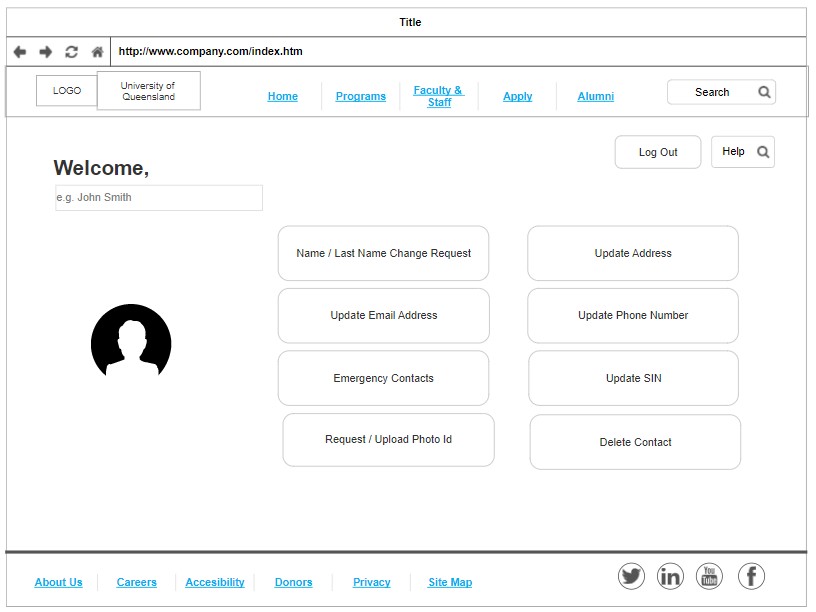 Title
http://www.company.com/index.htm
LOGO
University of
Queensland
Home
Programs
Faculty &
Staff
Apply
Alumni
Search
Log Out
Help
Welcome,
e.g. John Smith
Name / Last Name Change Request
Update Address
Update Email Address
Update Phone Number
Emergency Contacts
Update SIN
Request / Upload Photo Id
Delete Contact
About Us
Careers
Accesibility
Donors
Privacy
Site Map
in
You
Tube
f